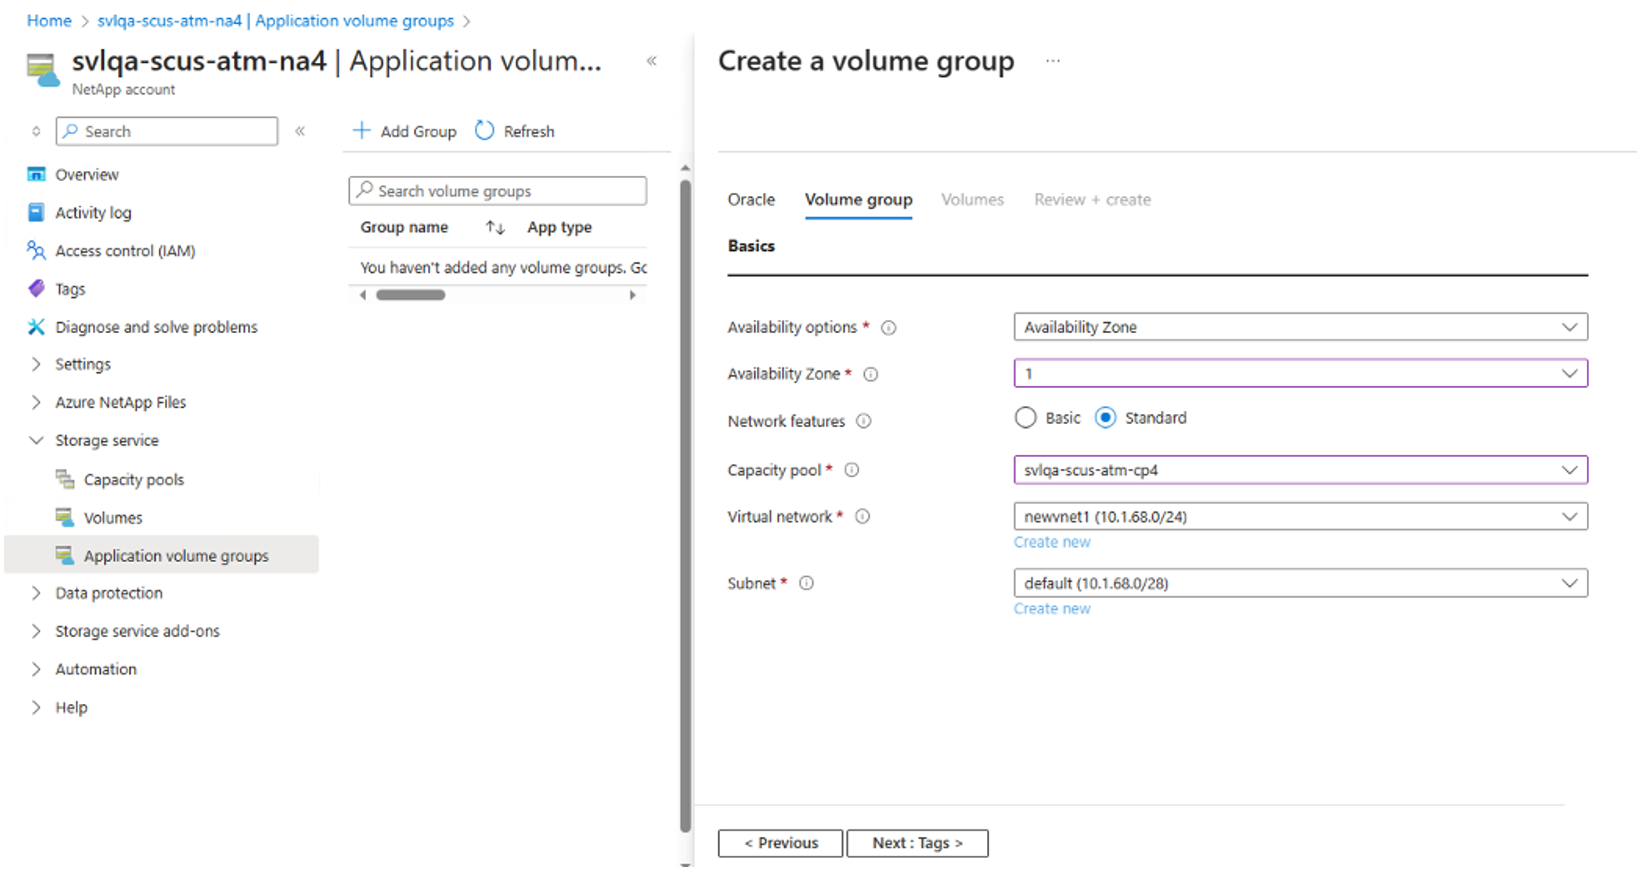 Home > svlqa-scus-atm-na4 | Application volume groups >
svlqa-scus-atm-na4 | Application volum...
NetApp account
Search
Overview
Activity log
Access control (IAM)
Tags
Diagnose and solve problems
Settings
Azure NetApp Files
Storage service
Capacity pools
Volumes
Application volume groups
Data protection
Storage service add-ons
Automation
Help
Add Group
Refresh
Search volume groups
Group name
App type
You haven't added any volume groups. Gc
Create a volume group ...
Oracle
Volume group
Volumes
Review + create
Basics
Availability options *
Availability Zone
Availability Zone *
1
Network features
Basic
Standard
Capacity pool *
svlqa-scus-atm-cp4
Virtual network *
newvnet1 (10.1.68.0/24)
Create new
Subnet *
default (10.1.68.0/28)
Create new
< Previous
Next : Tags >